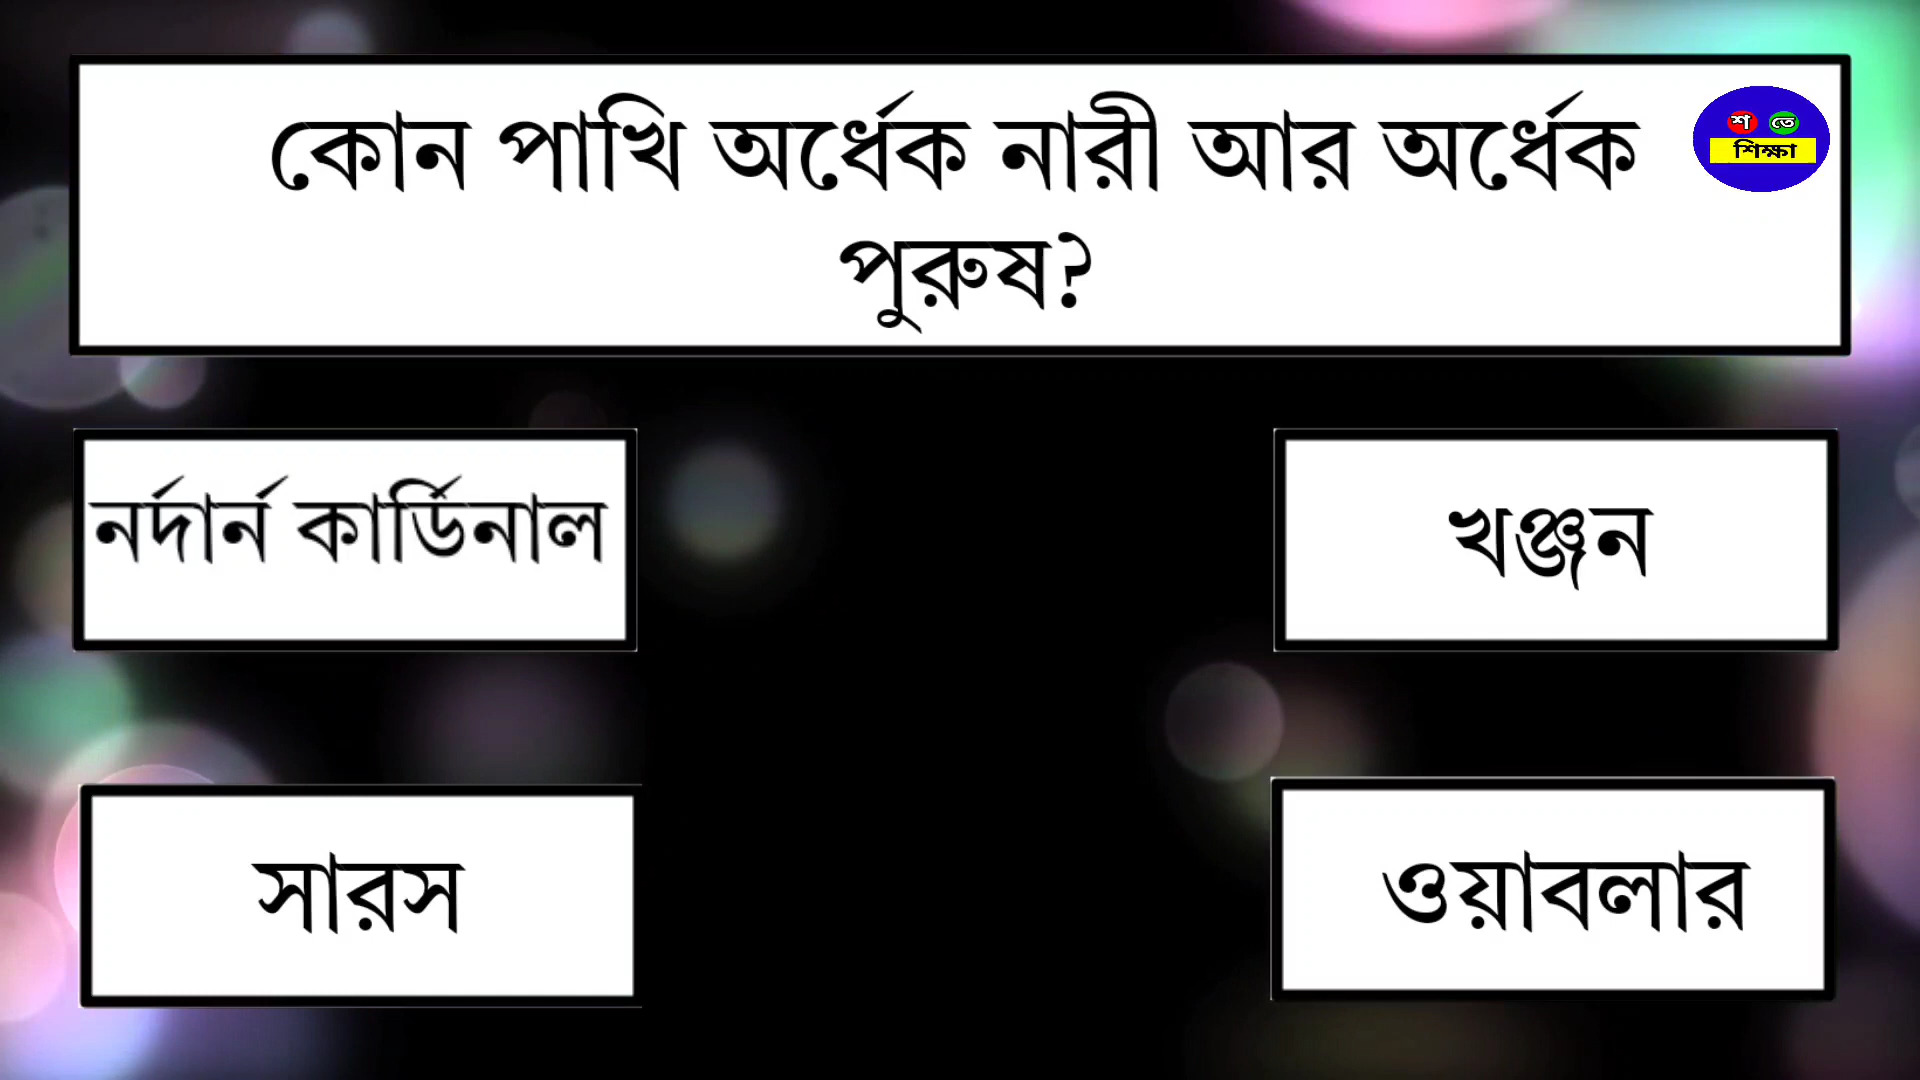 কোন পাখি অর্ধেক নারী আর অর্ধেক
পুরুষ?
শ তে
শিক্ষা
নর্দার্ন কার্ডিনাল
খঞ্জন
সারস
ওয়াবলার